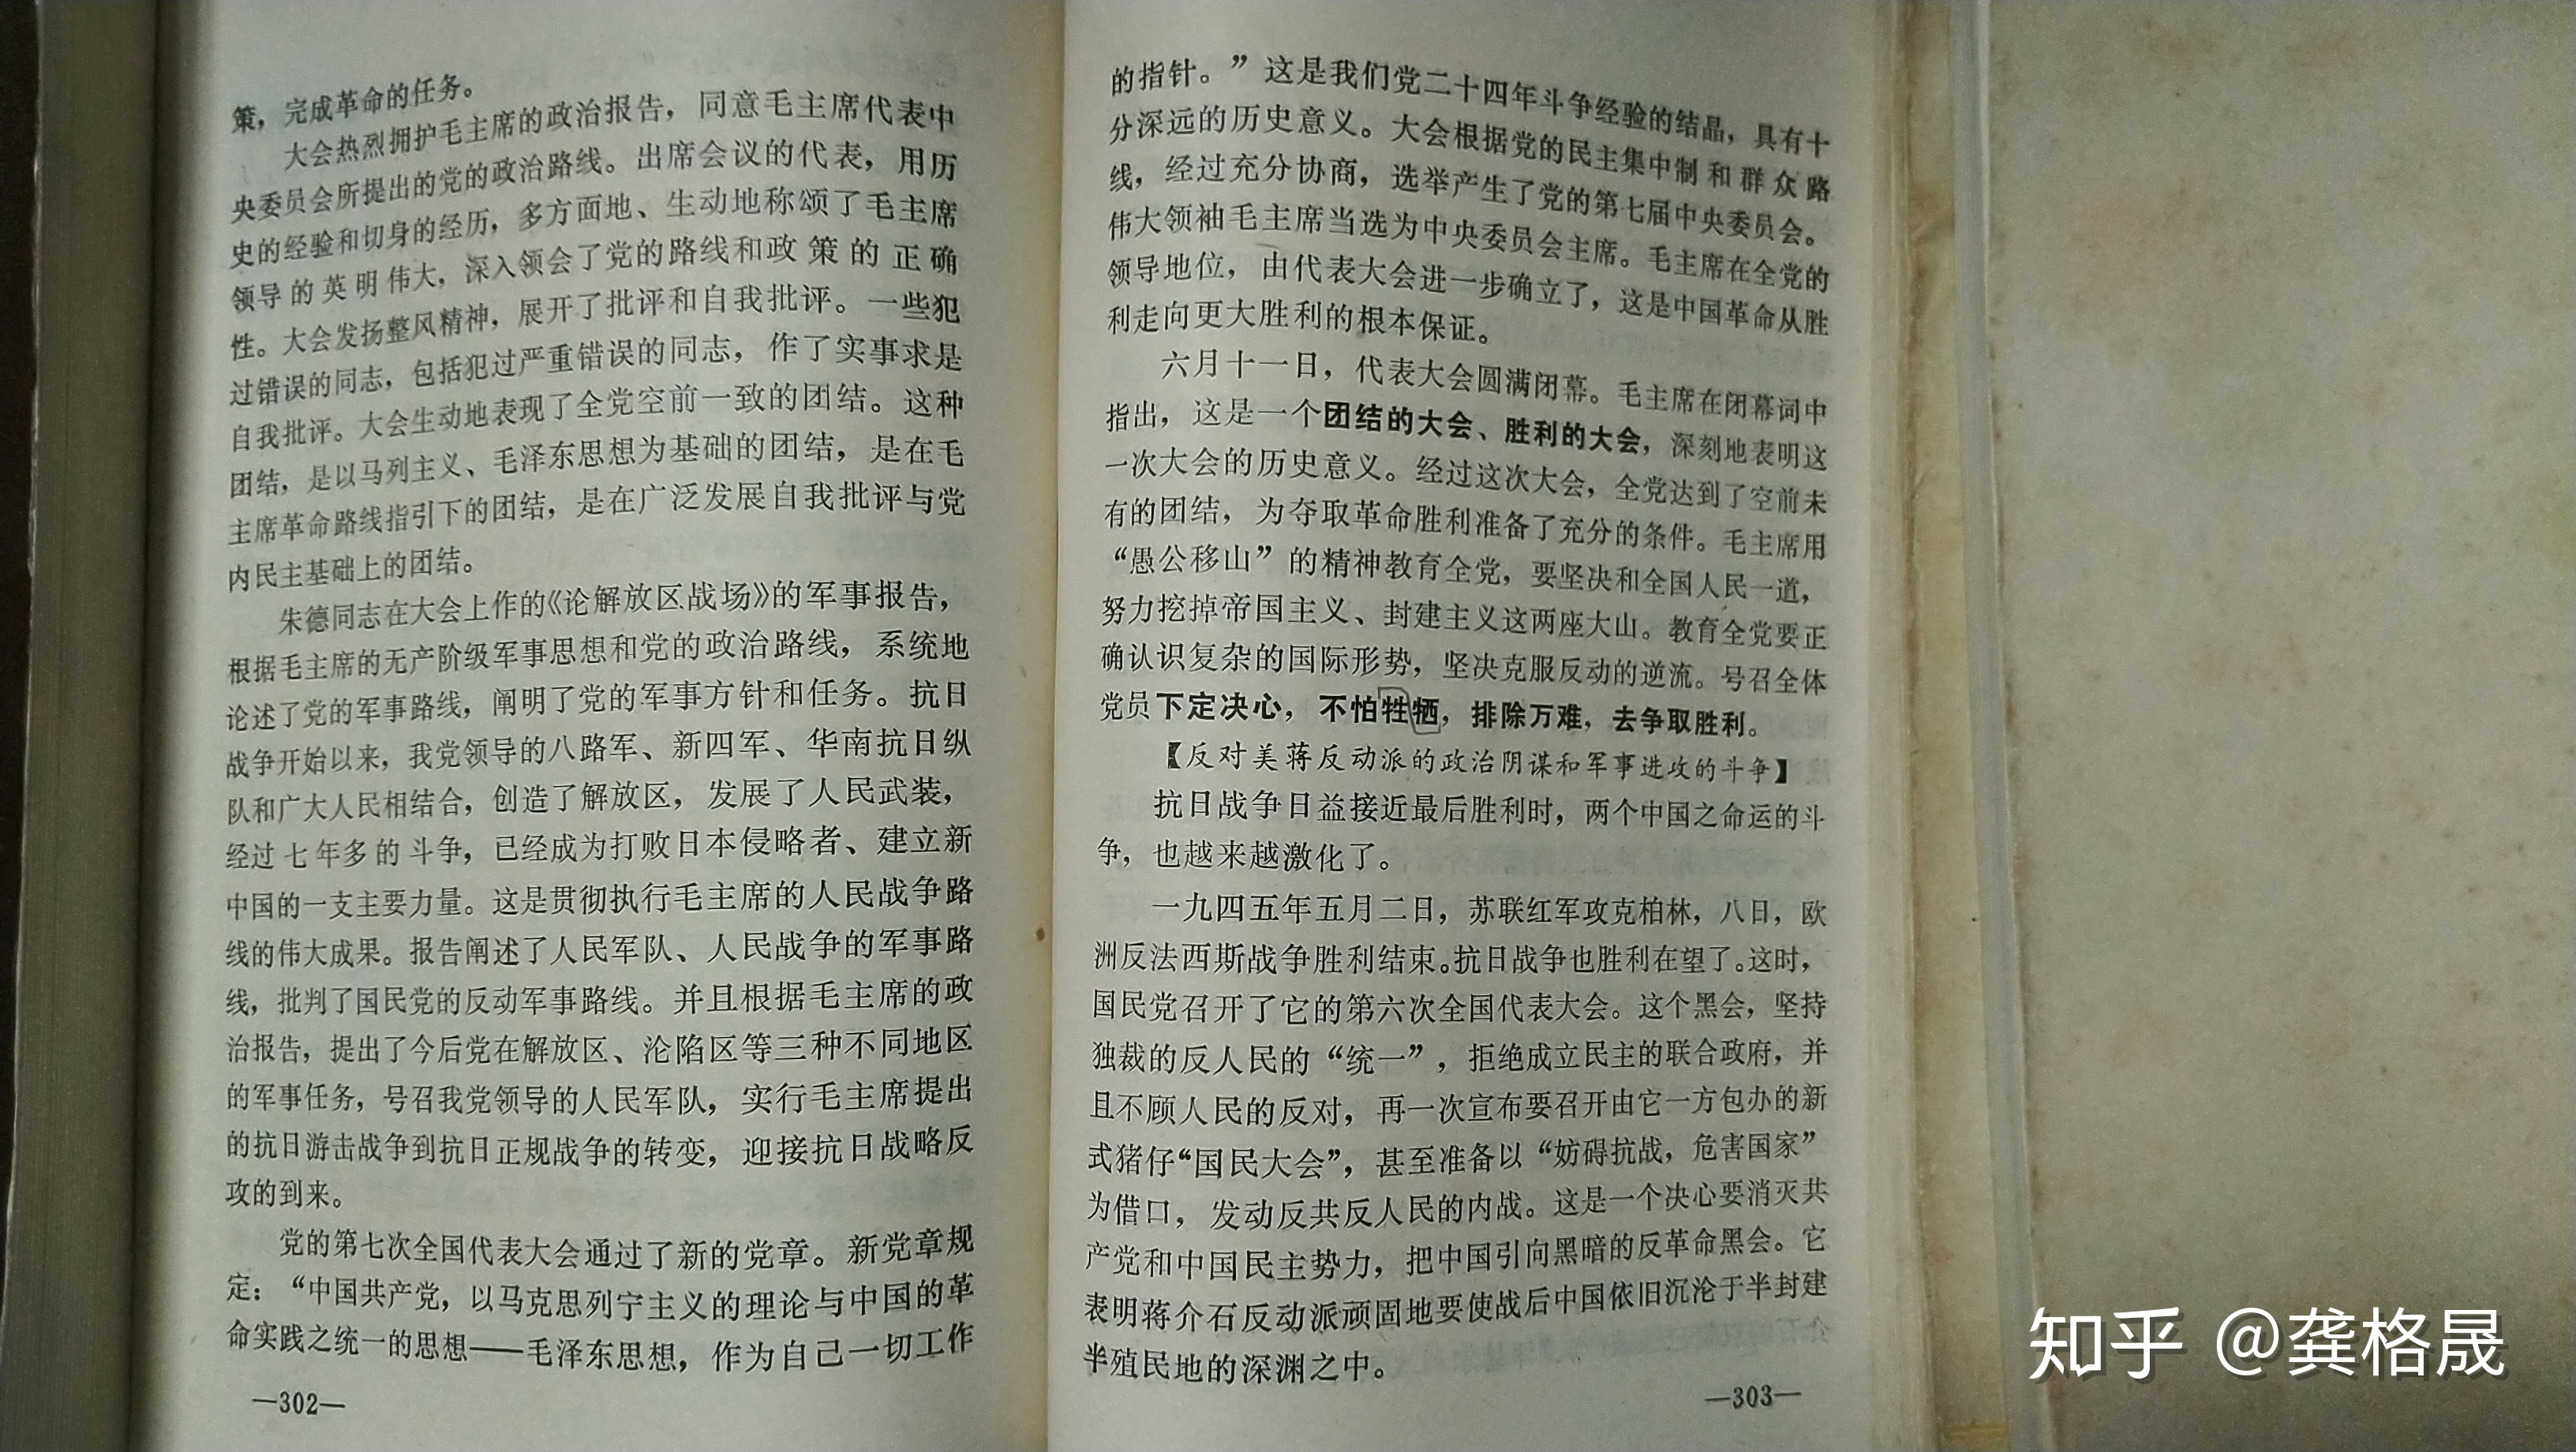 策，完成革命的任务。
大会热烈拥护毛主席的政治报告，同意毛主席代表中
央委员会所提出的党的政治路线。出席会议的代表，用历
史的经验和切身的经历，多方面地、生动地称颂了毛主席
领导的英明伟大，深入领会了党的路线和政策的正确
性。大会发扬整风精神，展开了批评和自我批评。一些犯
过错误的同志，包括犯过严重错误的同志，作了实事求是
自我批评。大会生动地表现了全党空前一致的团结。这种
团结，是以马列主义、毛泽东思想为基础的团结，是在毛
主席革命路线指引下的团结，是在广泛发展自我批评与党
内民主基础上的团结。
朱德同志在大会上作的《论解放区战场》的军事报告，
根据毛主席的无产阶级军事思想和党的政治路线，系统地
论述了党的军事路线，阐明了党的军事方针和任务。抗日
战争开始以来，我党领导的八路军、新四军、华南抗日纵
队和广大人民相结合，创造了解放区，发展了人民武装，
经过七年多的斗争，已经成为打败日本侵略者、建立新
中国的一支主要力量。这是贯彻执行毛主席的人民战争路
线的伟大成果。报告阐述了人民军队、人民战争的军事路
线，批判了国民党的反动军事路线。并且根据毛主席的政
治报告，提出了今后党在解放区、沦陷区等三种不同地区
的军事任务，号召我党领导的人民军队，实行毛主席提出
的抗日游击战争到抗日正规战争的转变，迎接抗日战略反
攻的到来。
党的第七次全国代表大会通过了新的党章。新党章规
定：“中国共产党，以马克思列宁主义的理论与中国的革
命实践之统一的思想——毛泽东思想，作为自己一切工作
—302—
的指针。”这是我们党二十四年斗争经验的结晶，具有十
分深远的历史意义。大会根据党的民主集中制和群众路
线，经过充分协商，选举产生了党的第七届中央委员会。
伟大领袖毛主席当选为中央委员会主席。毛主席在全党的
领导地位，由代表大会进一步确立了，这是中国革命从胜
利走向更大胜利的根本保证。
六月十一日，代表大会圆满闭幕。毛主席在闭幕词中
指出，这是一个团结的大会、胜利的大会，深刻地表明这
一次大会的历史意义。经过这次大会，全党达到了空前未
有的团结，为夺取革命胜利准备了充分的条件。毛主席用
“愚公移山”的精神教育全党，要坚决和全国人民一道，
努力挖掉帝国主义、封建主义这两座大山。教育全党要正
确认识复杂的国际形势，坚决克服反动的逆流。号召全体
党员下定决心，不怕牲牺，排除万难，去争取胜利。
【反对美蒋反动派的政治阴谋和军事进攻的斗争】
抗日战争日益接近最后胜利时，两个中国之命运的斗
争，也越来越激化了。
一九四五年五月二日，苏联红军攻克柏林，八日，欧
洲反法西斯战争胜利结束。抗日战争也胜利在望了。这时，
国民党召开了它的第六次全国代表大会。这个黑会，坚持
独裁的反人民的“统一”，拒绝成立民主的联合政府，并
且不顾人民的反对，再一次宣布要召开由它一方包办的新
式猪仔“国民大会”，甚至准备以“妨碍抗战，危害国家”
为借口，发动反共反人民的内战。这是一个决心要消灭共
产党和中国民主势力，把中国引向黑暗的反革命黑会。它
表明蒋介石反动派顽固地要使战后中国依旧沉沦于半封建
半殖民地的深渊之中。
—303—
知乎 @龚格晟